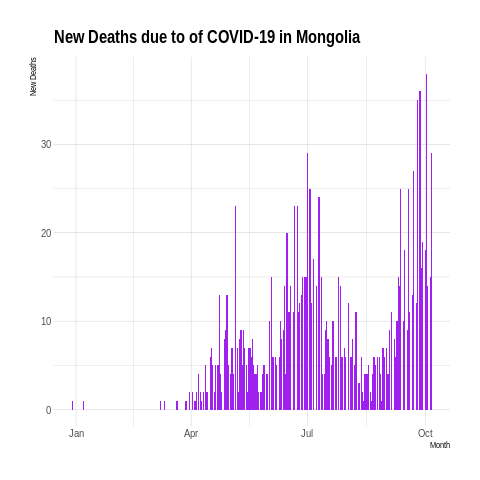 New Deaths due to of COVID-19 in Mongolia
New Deaths
30
20
10
0
Jan Apr Jul Oct
Month